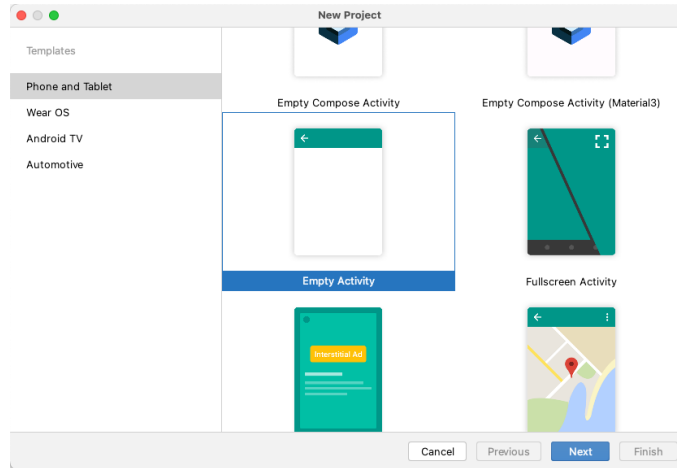 New Project
Templates
Phone and Tablet
Wear OS
Android TV
Automotive
Empty Compose Activity
Empty Compose Activity (Material3)
Empty Activity
Fullscreen Activity
Interstitial Ad
Cancel
Previous
Next
Finish